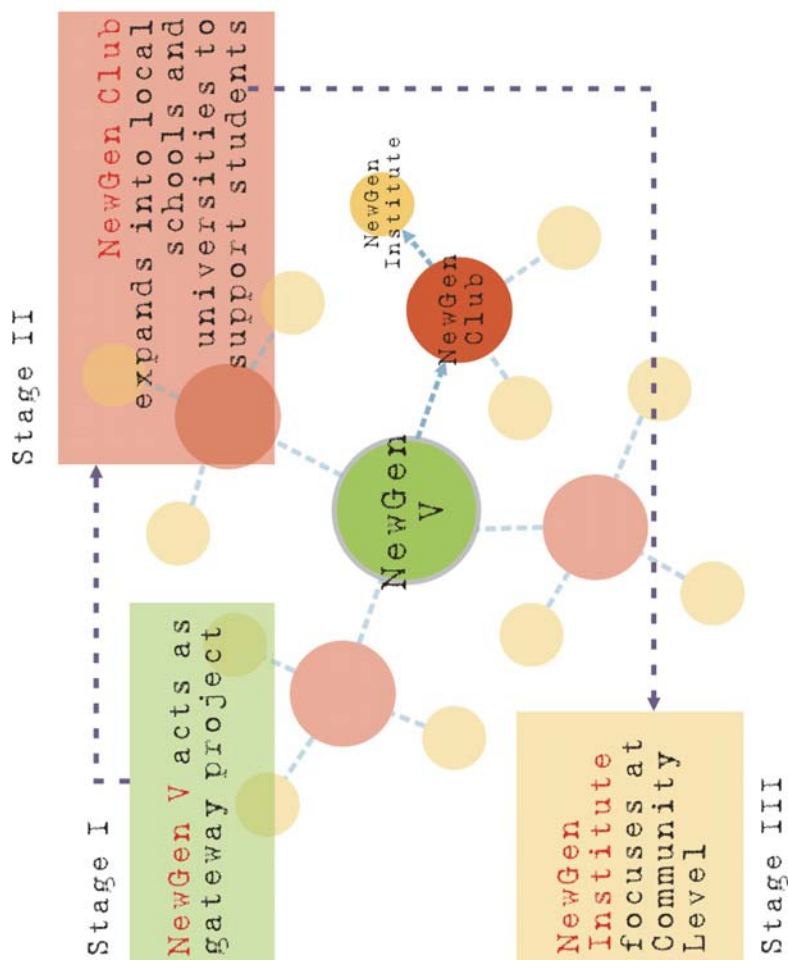 Stage I
NewGen V acts as
gateway project
Stage II
NewGen Club
expands into local
schools and
universities to
support students
NewGen
V
NewGen
Club
NewGen
Institute
NewGen
Institute
focuses at
Community
Level
Stage III